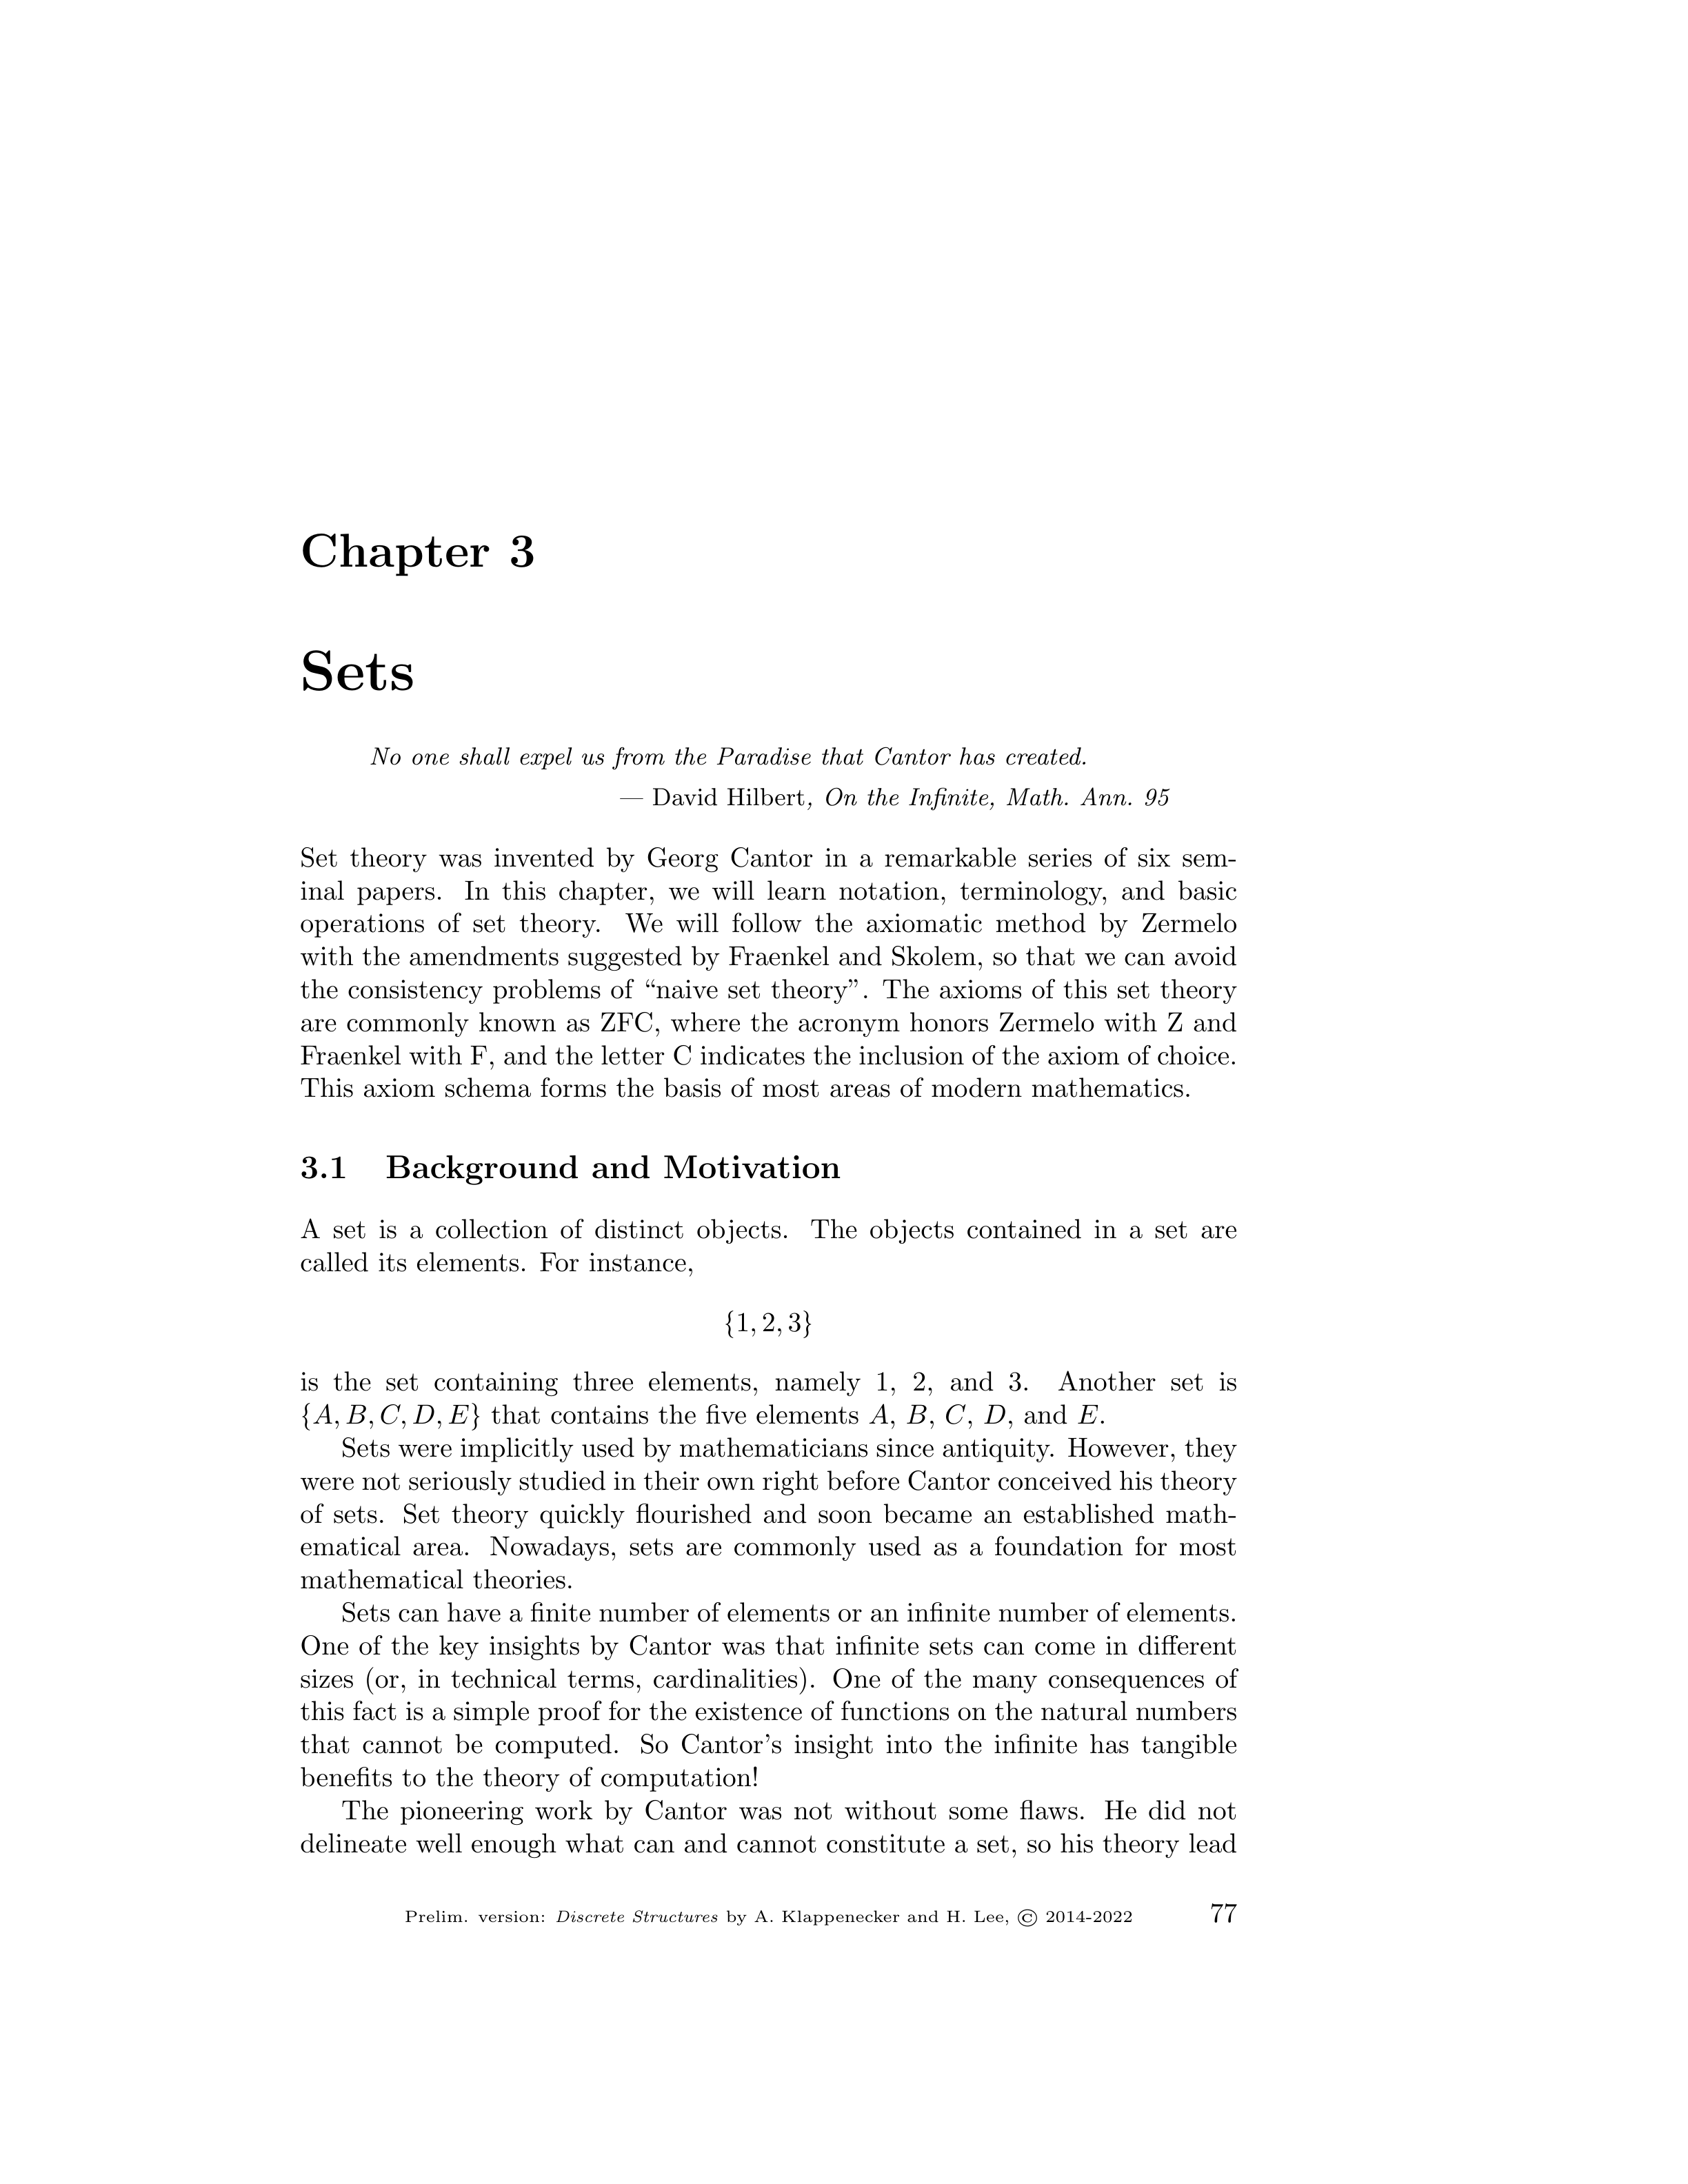 Chapter 3
Sets
No one shall expel us from the Paradise that Cantor has created.
— David Hilbert, On the Infinite, Math. Ann. 95
Set theory was invented by Georg Cantor in a remarkable series of six sem-
inal papers. In this chapter, we will learn notation, terminology, and basic
operations of set theory. We will follow the axiomatic method by Zermelo
with the amendments suggested by Fraenkel and Skolem, so that we can avoid
the consistency problems of “naive set theory”. The axioms of this set theory
are commonly known as ZFC, where the acronym honors Zermelo with Z and
Fraenkel with F, and the letter C indicates the inclusion of the axiom of choice.
This axiom schema forms the basis of most areas of modern mathematics.
3.1 Background and Motivation
A set is a collection of distinct objects. The objects contained in a set are
called its elements. For instance,
{1, 2, 3}
is the set containing three elements, namely 1, 2, and 3. Another set is
{A, B, C, D, E} that contains the five elements A, B, C, D, and E.
Sets were implicitly used by mathematicians since antiquity. However, they
were not seriously studied in their own right before Cantor conceived his theory
of sets. Set theory quickly flourished and soon became an established math-
ematical area. Nowadays, sets are commonly used as a foundation for most
mathematical theories.
Sets can have a finite number of elements or an infinite number of elements.
One of the key insights by Cantor was that infinite sets can come in different
sizes (or, in technical terms, cardinalities). One of the many consequences of
this fact is a simple proof for the existence of functions on the natural numbers
that cannot be computed. So Cantor’s insight into the infinite has tangible
benefits to the theory of computation!
The pioneering work by Cantor was not without some flaws. He did not
delineate well enough what can and cannot constitute a set, so his theory lead
Prelim. version: Discrete Structures by A. Klappenecker and H. Lee, © 2014-2022 77